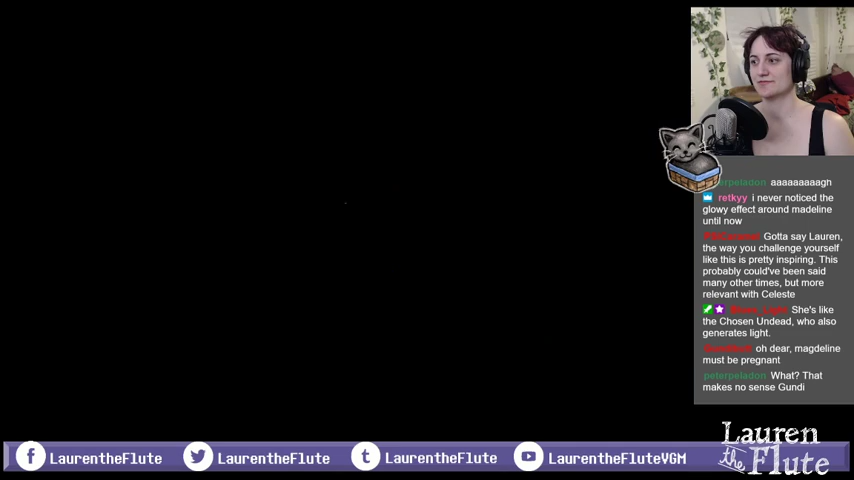 aaaaaaaaagh
retkyy i never noticed the
glowy effect around madeline
until now
Gotta say Lauren,
the way you challenge yourself
like this is pretty inspiring. This
probably could've been said
many other times, but more
relevant with Celeste
She's like
the Chosen Undead, who also
generates light.
oh dear, magdeline
must be pregnant
peterpeladon What? That
makes no sense Gundi
LaurentheFlute LaurentheFlute LaurentheFlute LaurentheFluteVGM
Lauren
the Flute